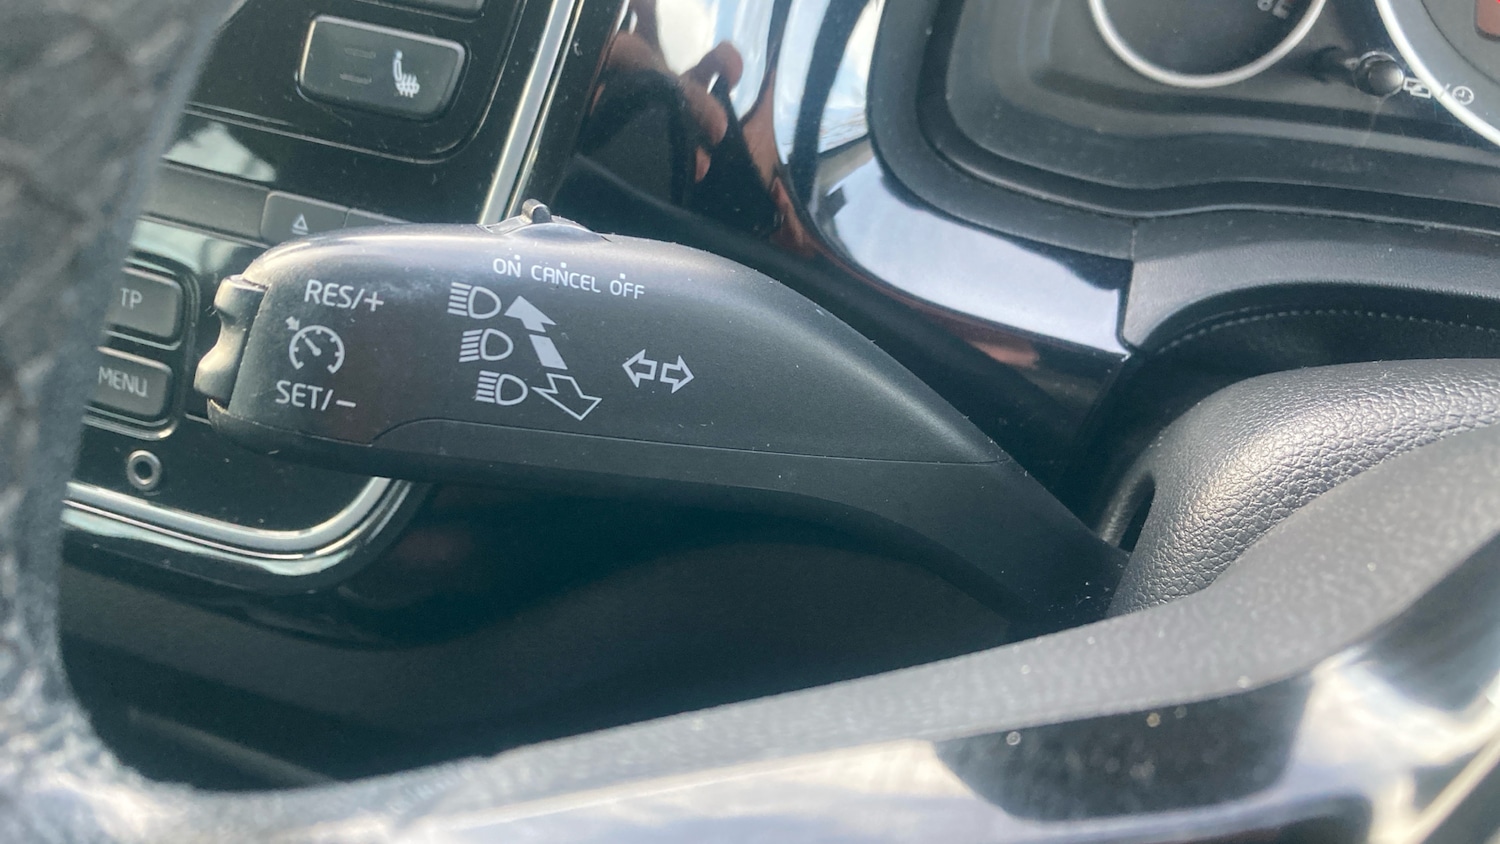 ON CANCEL OFF
RES/+
SET/-
TP
MENU